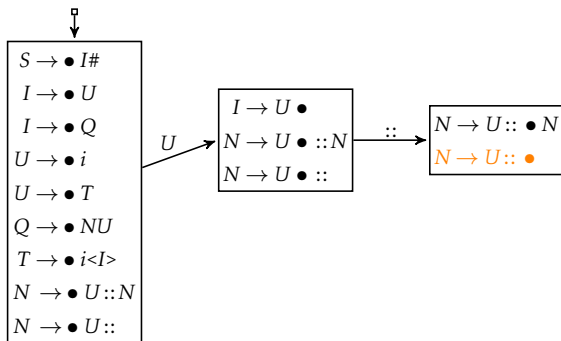 S → • I#
I → • U
I → • Q
U → • i
U → • T
Q → • NU
T → • i<I>
N → • U::N
N → • U::
U
I → U •
N → U • ::N
N → U • ::
::
N → U:: • N
N → U:: •